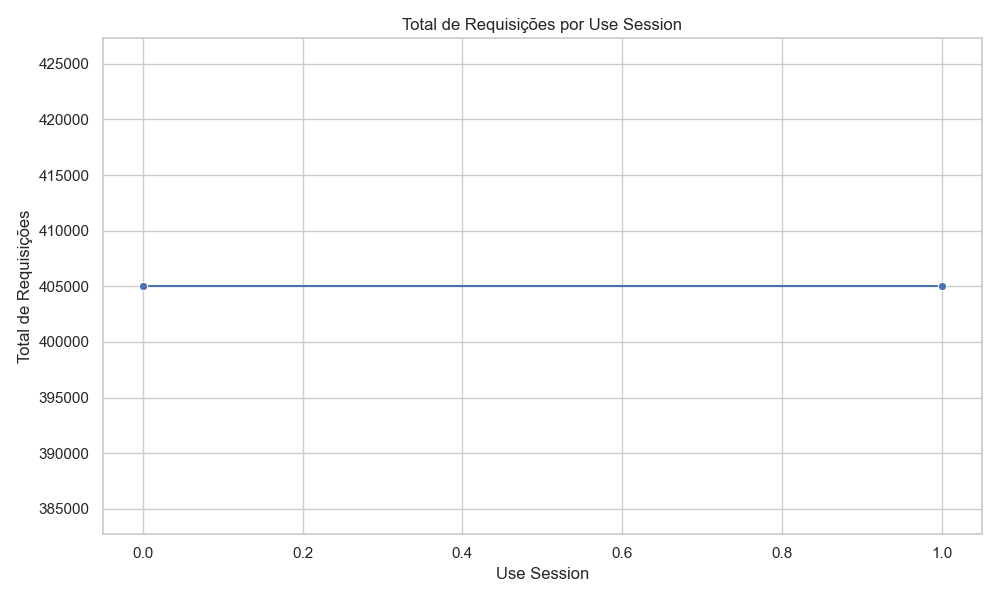 Total de Requisições por Use Session
Total de Requisições
425000
420000
415000
410000
405000
400000
395000
390000
385000
0.0 0.2 0.4 0.6 0.8 1.0
Use Session